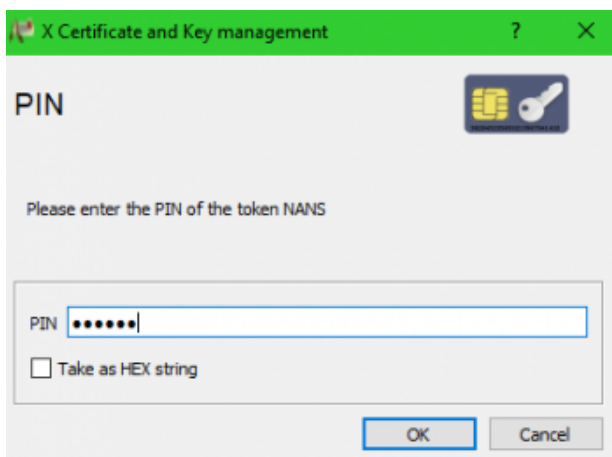 X Certificate and Key management ? ×
PIN
Please enter the PIN of the token NANS
PIN ••••••
Take as HEX string
OK Cancel